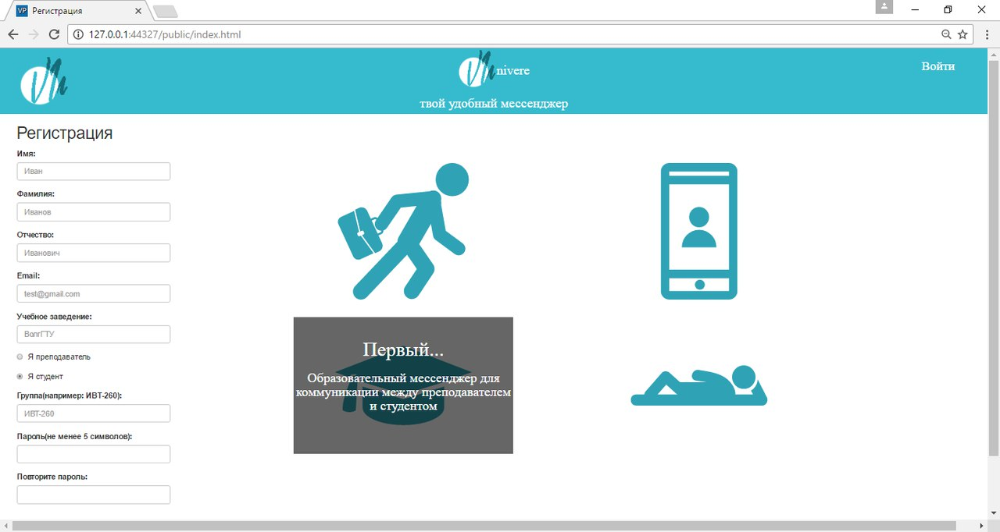 VP Регистрация
127.0.0.1:44327/public/index.html
nivere
Войти
твой удобный мессенджер
Регистрация
Имя:
Иван
Фамилия:
Иванов
Отчество:
Иванович
Email:
test@gmail.com
Учебное заведение:
ВолгГТУ
Я преподаватель
Я студент
Группа(например: ИВТ-260):
ИВТ-260
Пароль(не менее 5 символов):
Повторите пароль:
Первый...
Образовательный мессенджер для
коммуникации между преподавателем
и студентом